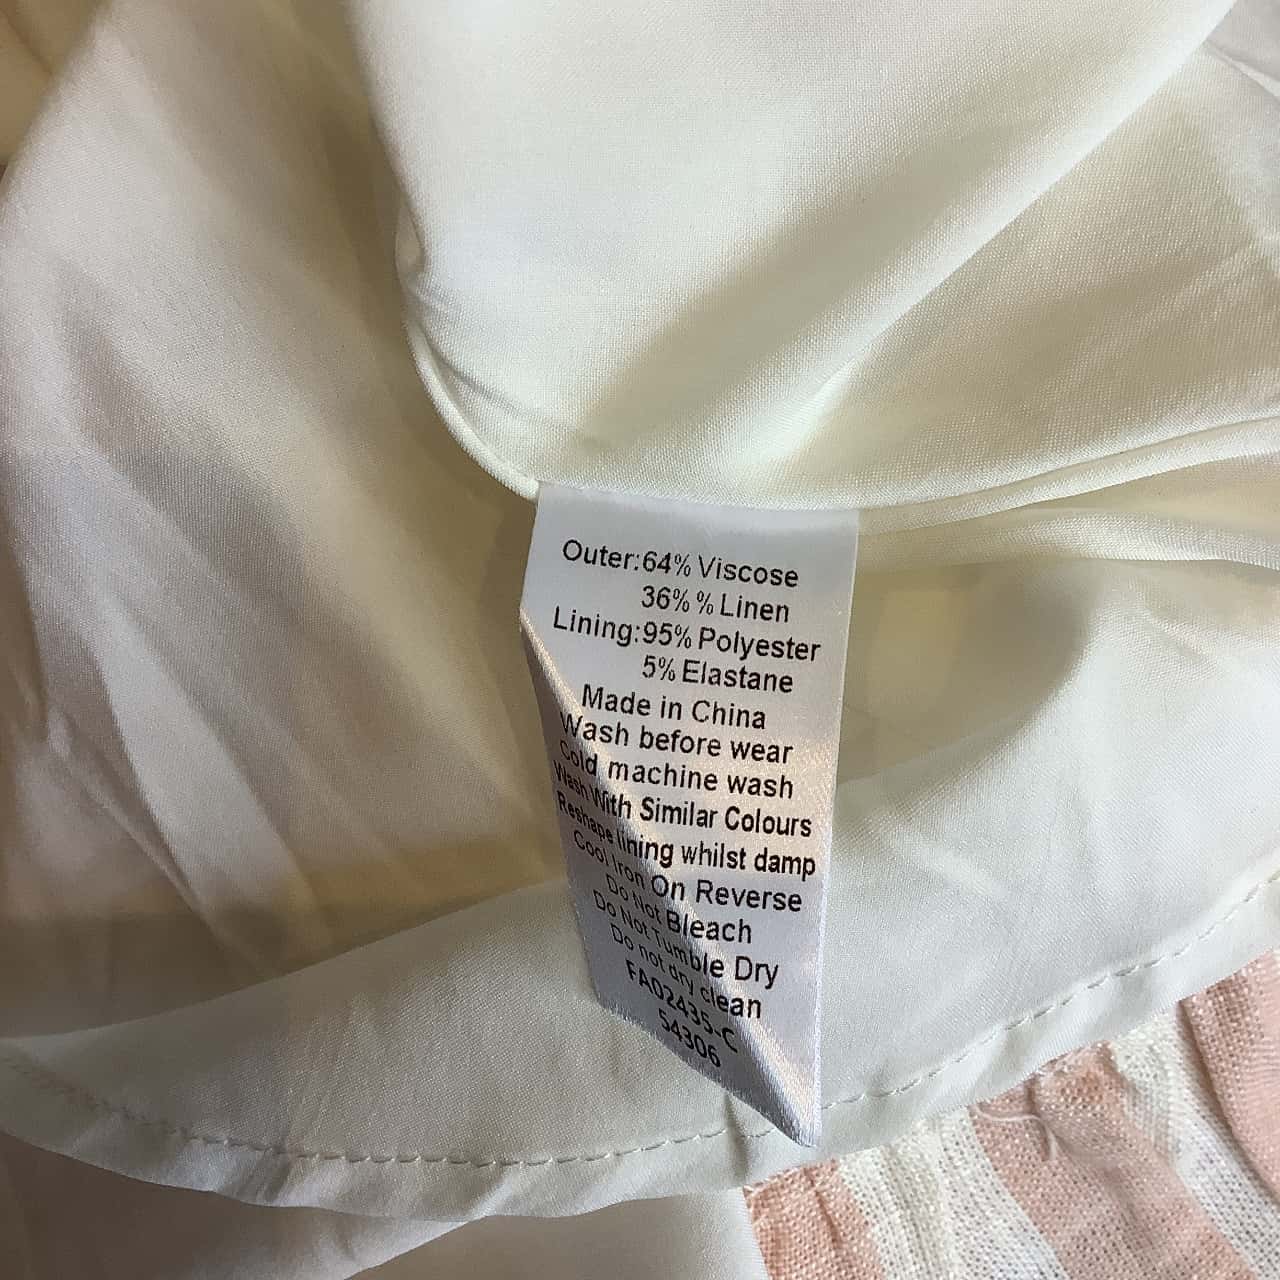 Outer:64% Viscose
36% % Linen
Lining:95% Polyester
5% Elastane
Made in China
Wash before wear
Cold machine wash
Wash With Similar Colours
Reshape lining whilst damp
Cool Iron On Reverse
Do Not Bleach
Do Not Tumble Dry
Do not dry clean
FA02435-C
54306